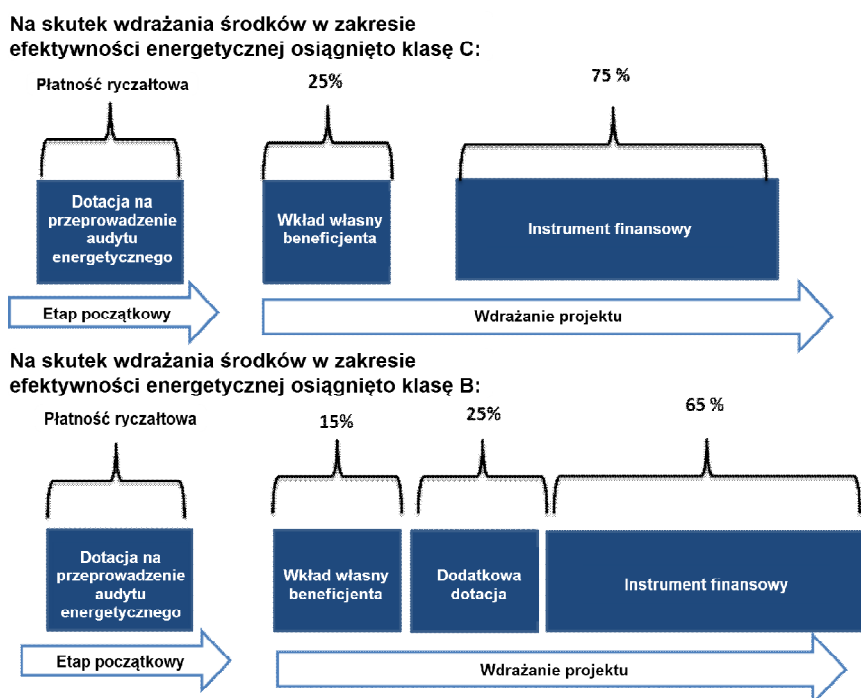 Na skutek wdrażania środków w zakresie
efektywności energetycznej osiągnięto klasę C:
Płatność ryczałtowa
25%
75 %
Dotacja na
przeprowadzenie
audytu
energetycznego
Wkład własny
beneficjenta
Instrument finansowy
Etap początkowy
Wdrażanie projektu
Na skutek wdrażania środków w zakresie
efektywności energetycznej osiągnięto klasę B:
Płatność ryczałtowa
15%
25%
65 %
Dotacja na
przeprowadzenie
audytu
energetycznego
Wkład własny
beneficjenta
Dodatkowa
dotacja
Instrument finansowy
Etap początkowy
Wdrażanie projektu